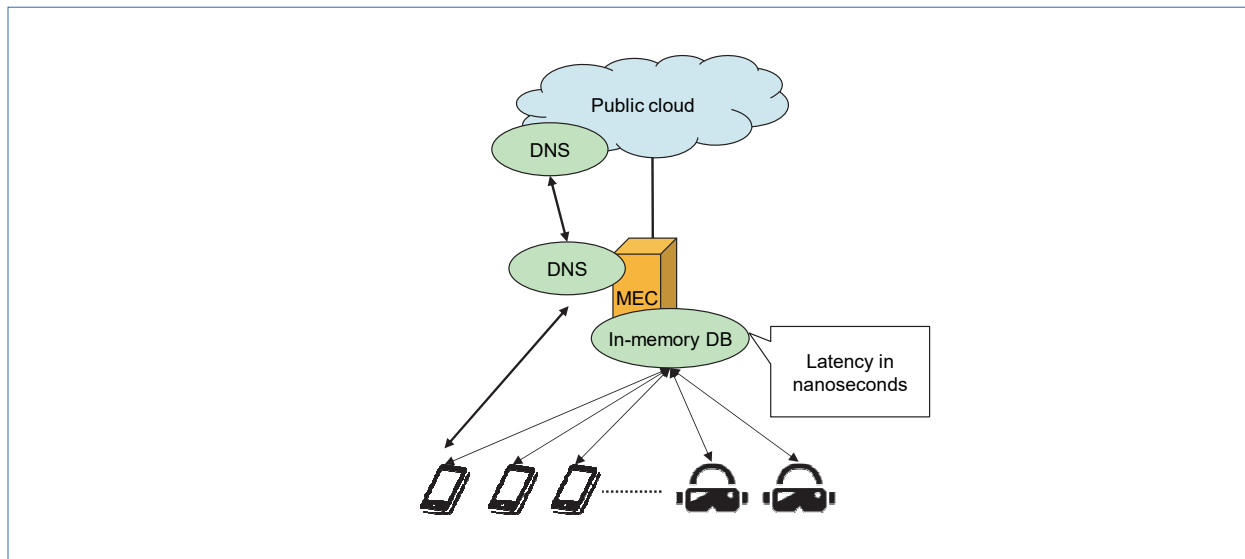 Public cloud
DNS
DNS
MEC
In-memory DB
Latency in
nanoseconds